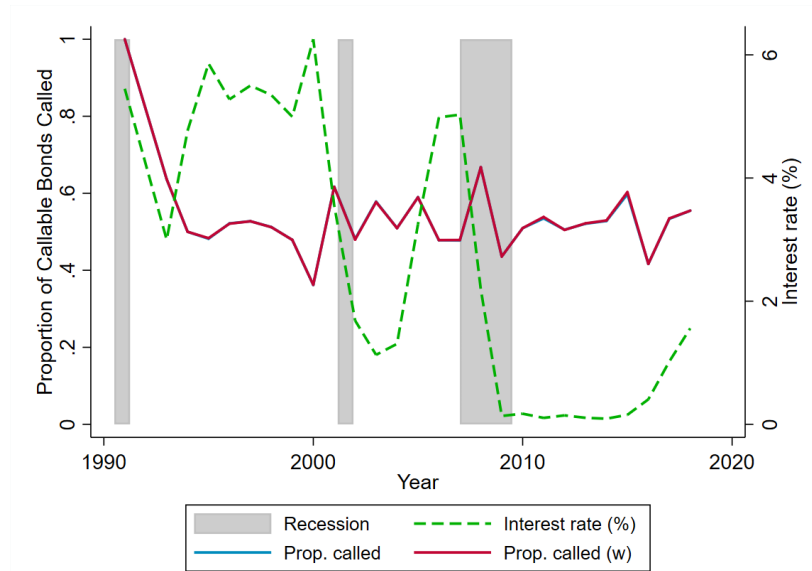 Proportion of Callable Bonds Called
1
.8
.6
.4
.2
0
6
4
2
0
Interest rate (%)
1990 2000 2010 2020
Year
Recession Interest rate (%)
Prop. called Prop. called (w)